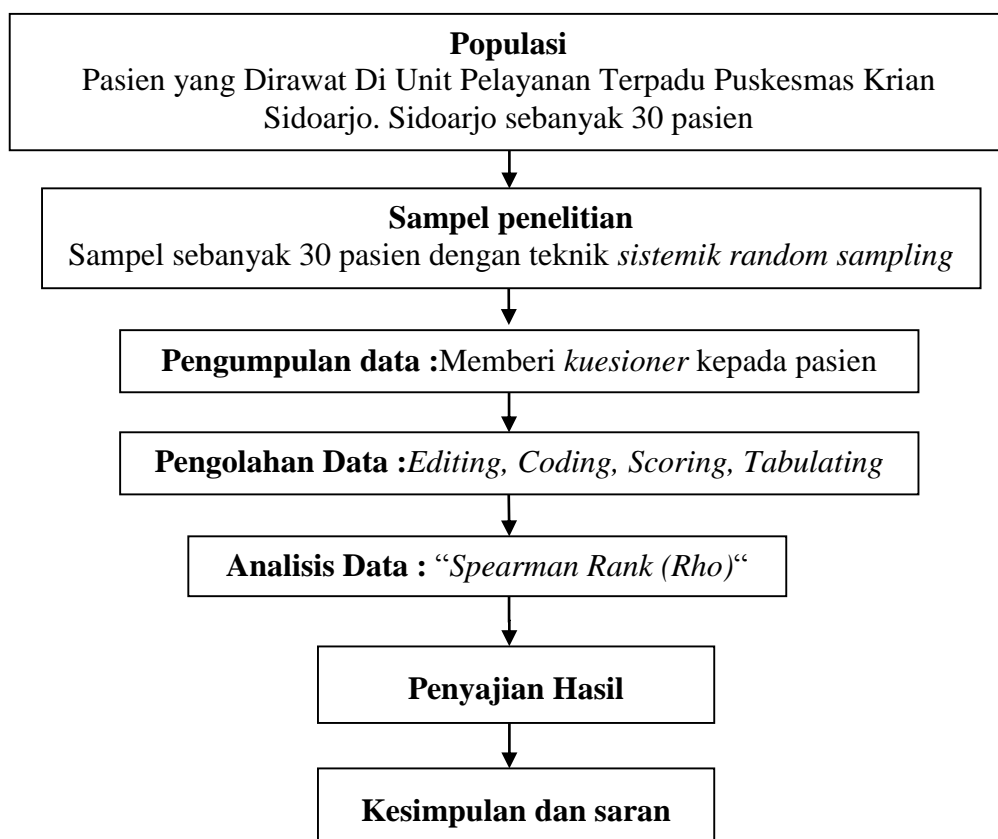 Populasi
Pasien yang Dirawat Di Unit Pelayanan Terpadu Puskesmas Krian
Sidoarjo. Sidoarjo sebanyak 30 pasien
Sampel penelitian
Sampel sebanyak 30 pasien dengan teknik sistemik random sampling
Pengumpulan data :Memberi kuesioner kepada pasien
Pengolahan Data :Editing, Coding, Scoring, Tabulating
Analisis Data : “Spearman Rank (Rho)“
Penyajian Hasil
Kesimpulan dan saran